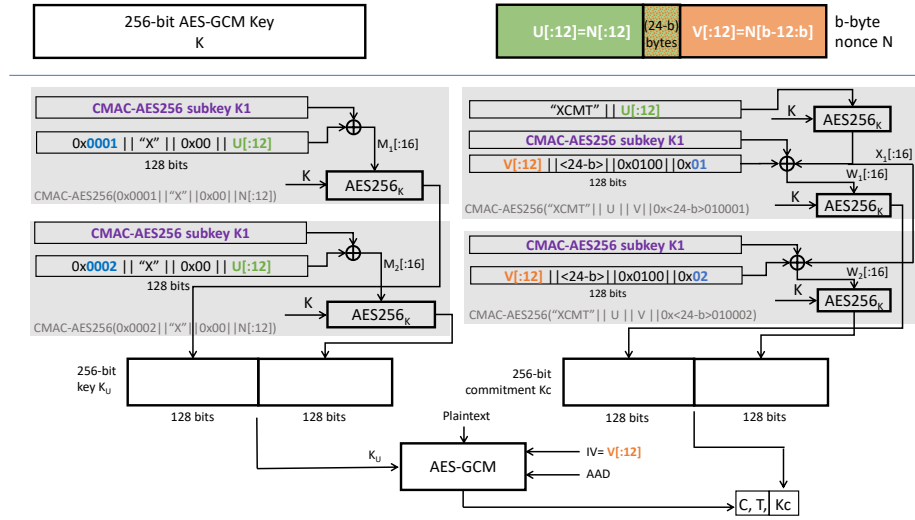 256-bit AES-GCM Key
K
U[:12]=N[:12]
(24-b)
bytes
V[:12]=N[b-12:b]
b-byte
nonce N
CMAC-AES256 subkey K1
0x0001 || “X” || 0x00 || U[:12]
128 bits
M₁[:16]
K
AES256K
CMAC-AES256(0x0001||“X”||0x00||N[:12])
CMAC-AES256 subkey K1
0x0002 || “X” || 0x00 || U[:12]
128 bits
M₂[:16]
K
AES256K
CMAC-AES256(0x0002||“X”||0x00||N[:12])
“XCMT” || U[:12]
K
AES256K
CMAC-AES256 subkey K1
X₁[:16]
V[:12] ||<24-b>||0x0100||0x01
128 bits
W₁[:16]
K
AES256K
CMAC-AES256(“XCMT”|| U || V ||0x<24-b>010001)
CMAC-AES256 subkey K1
V[:12] ||<24-b>||0x0100||0x02
128 bits
W₂[:16]
K
AES256K
CMAC-AES256(“XCMT”|| U || V ||0x<24-b>010002)
256-bit
key KU
128 bits
128 bits
256-bit
commitment Kc
128 bits
128 bits
Plaintext
KU
AES-GCM
IV= V[:12]
AAD
C, T,
Kc